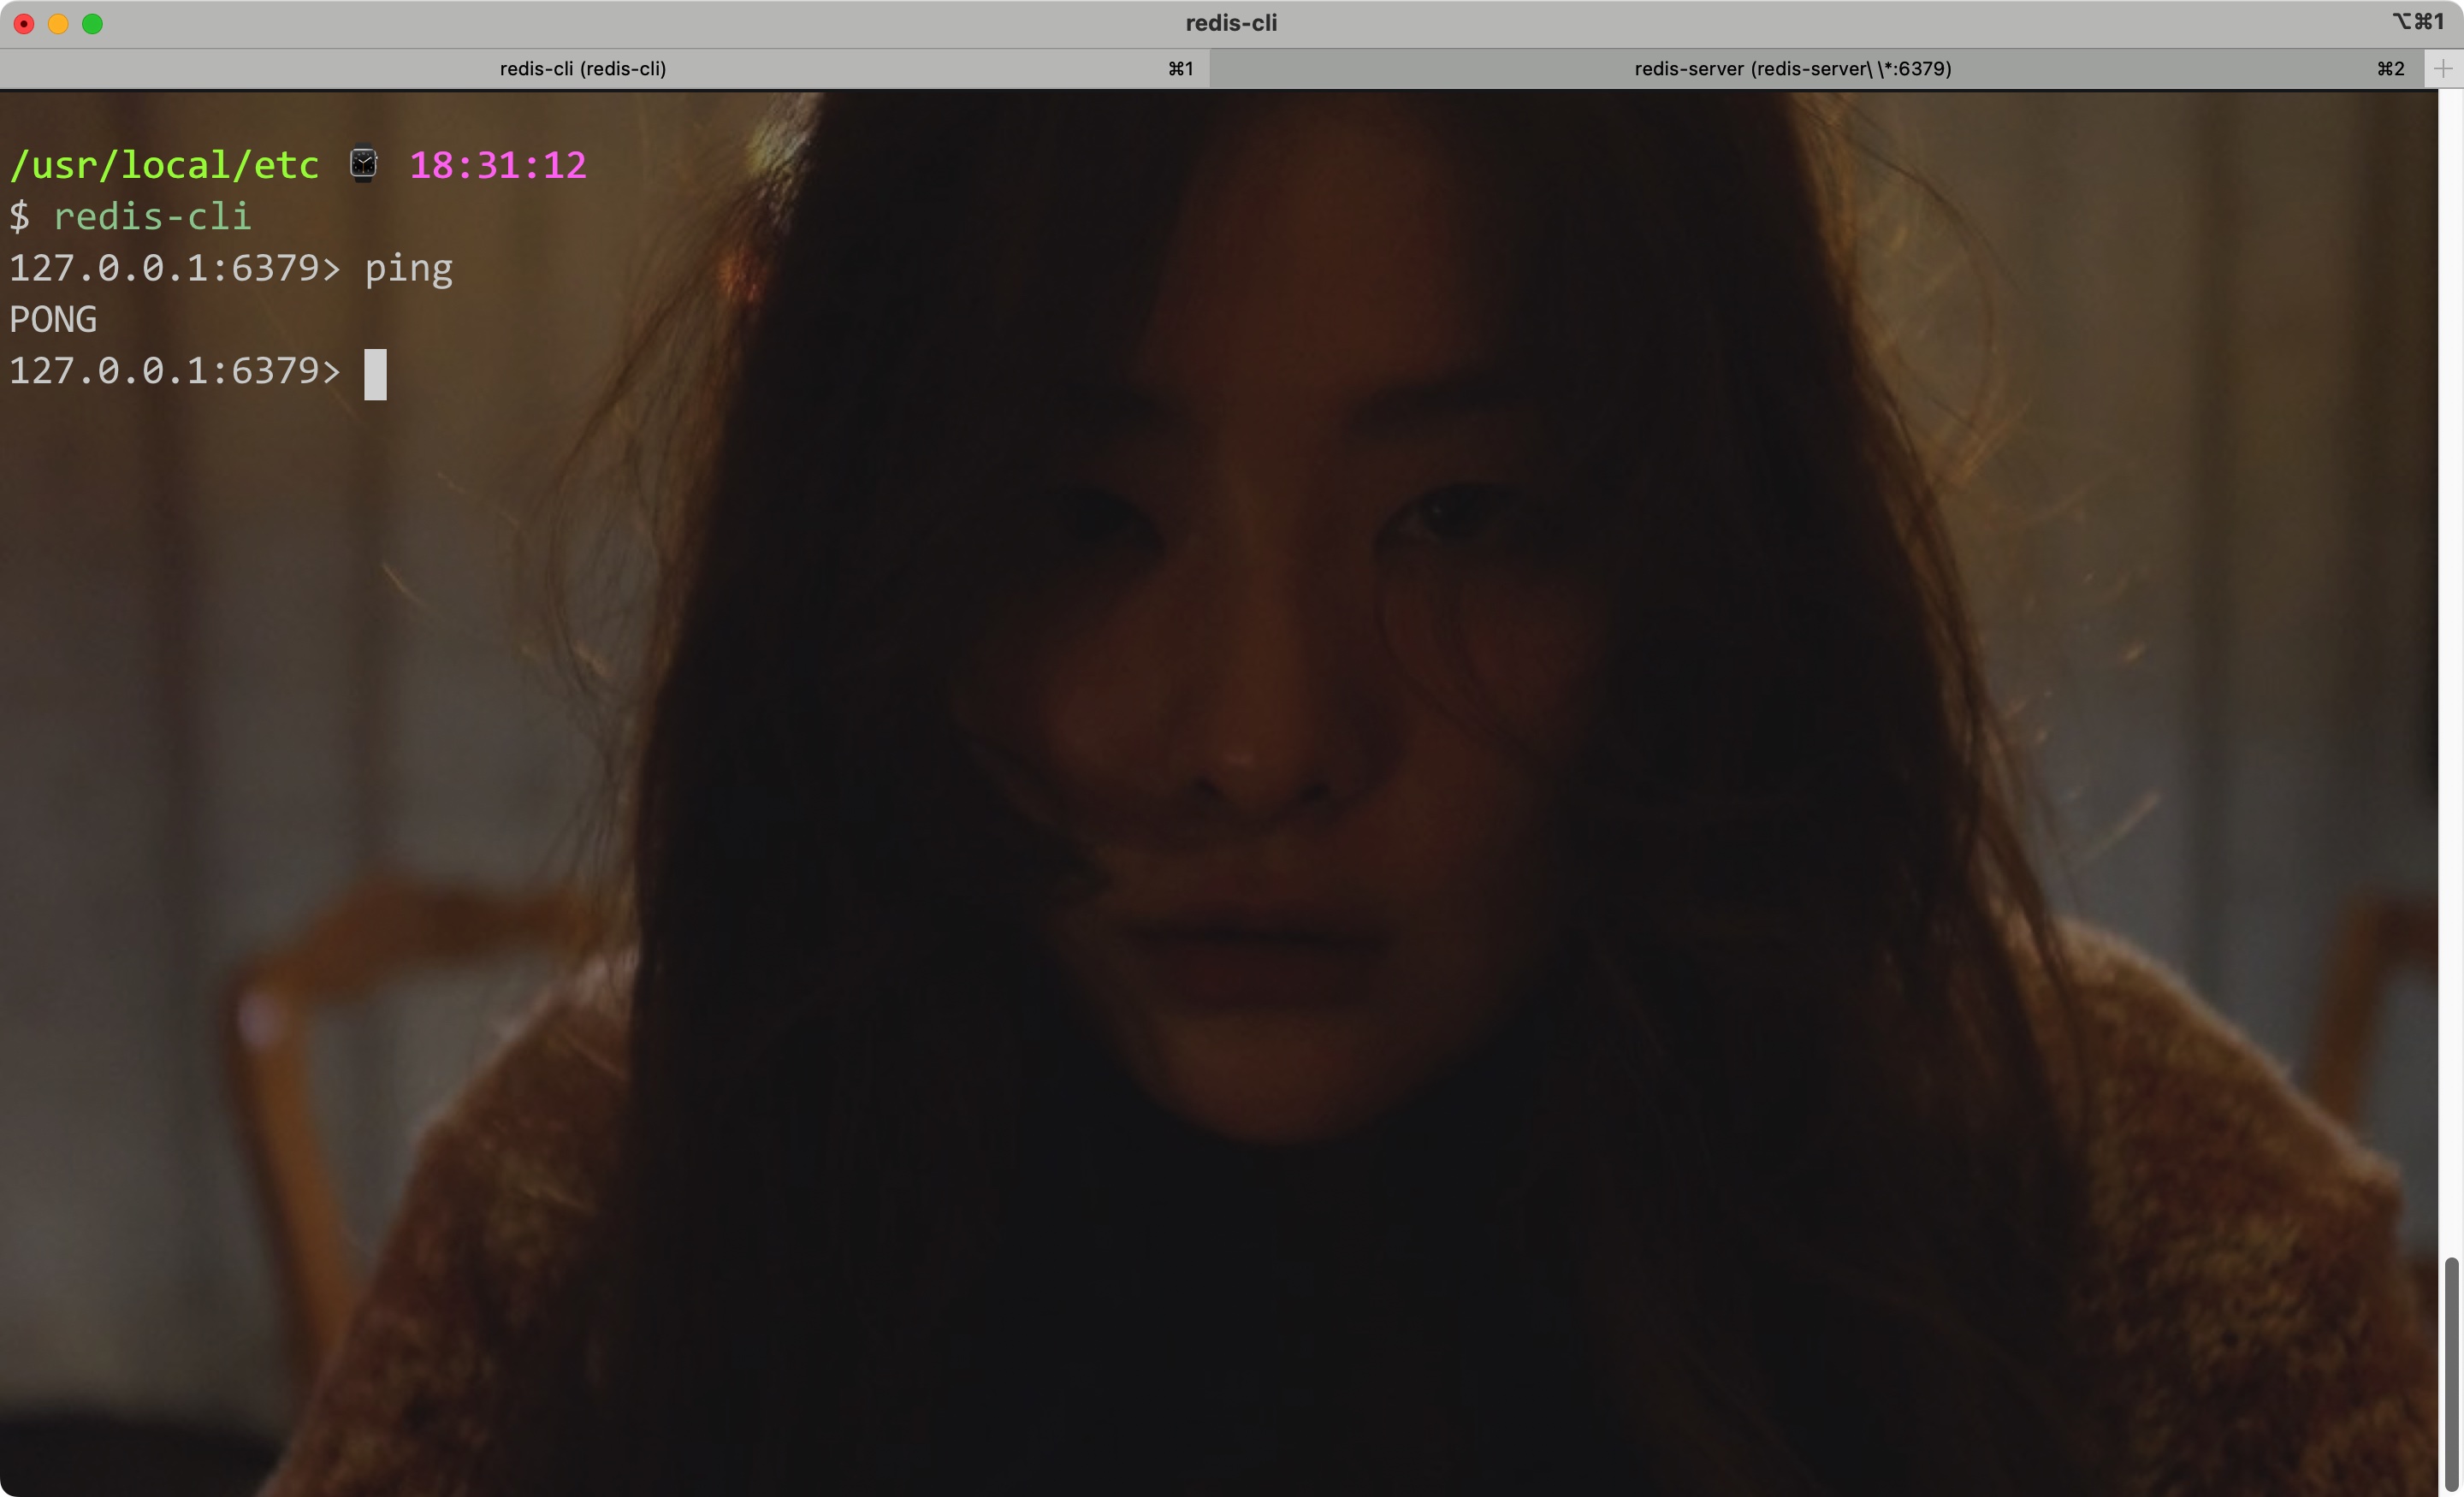 redis-cli
⌥⌘1
redis-cli (redis-cli) ⌘1
redis-server (redis-server\ \*:6379) ⌘2
/usr/local/etc ⌚ 18:31:12
$ redis-cli
127.0.0.1:6379> ping
PONG
127.0.0.1:6379>